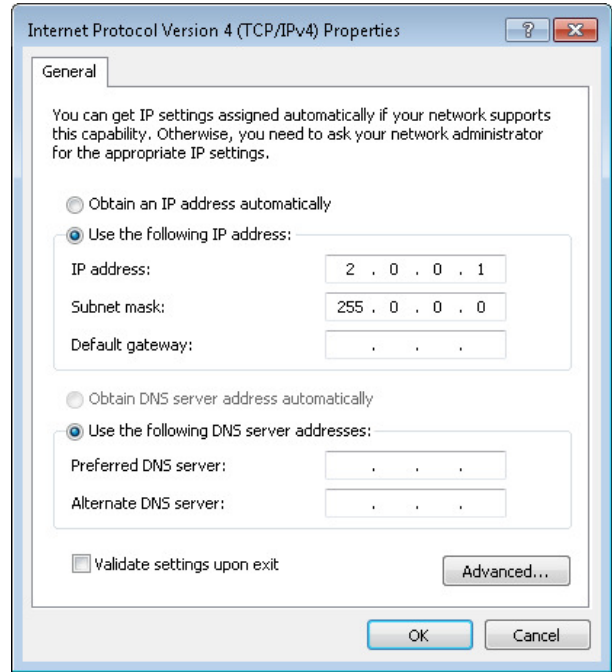 Internet Protocol Version 4 (TCP/IPv4) Properties
General
You can get IP settings assigned automatically if your network supports
this capability. Otherwise, you need to ask your network administrator
for the appropriate IP settings.
Obtain an IP address automatically
Use the following IP address:
IP address: 2 . 0 . 0 . 1
Subnet mask: 255 . 0 . 0 . 0
Default gateway: . . .
Obtain DNS server address automatically
Use the following DNS server addresses:
Preferred DNS server: . . .
Alternate DNS server: . . .
Validate settings upon exit
Advanced...
OK Cancel